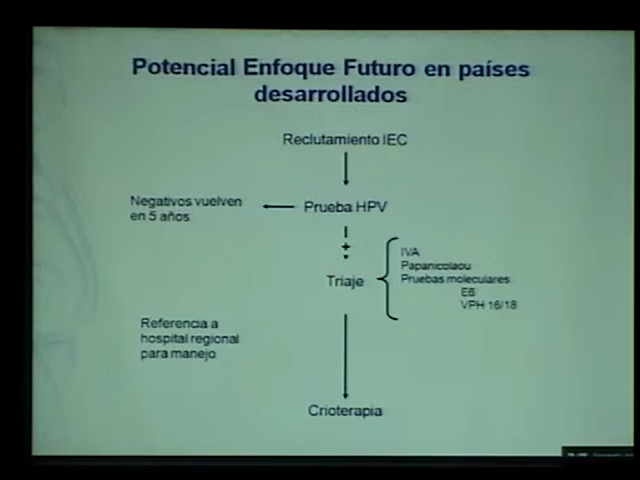 Potencial Enfoque Futuro en países
desarrollados
Reclutamiento IEC
Negativos vuelven
en 5 años
Prueba HPV
+
Triaje
IVA
Papanicolaou
Pruebas moleculares
E6
VPH 16/18
Referencia a
hospital regional
para manejo
Crioterapia